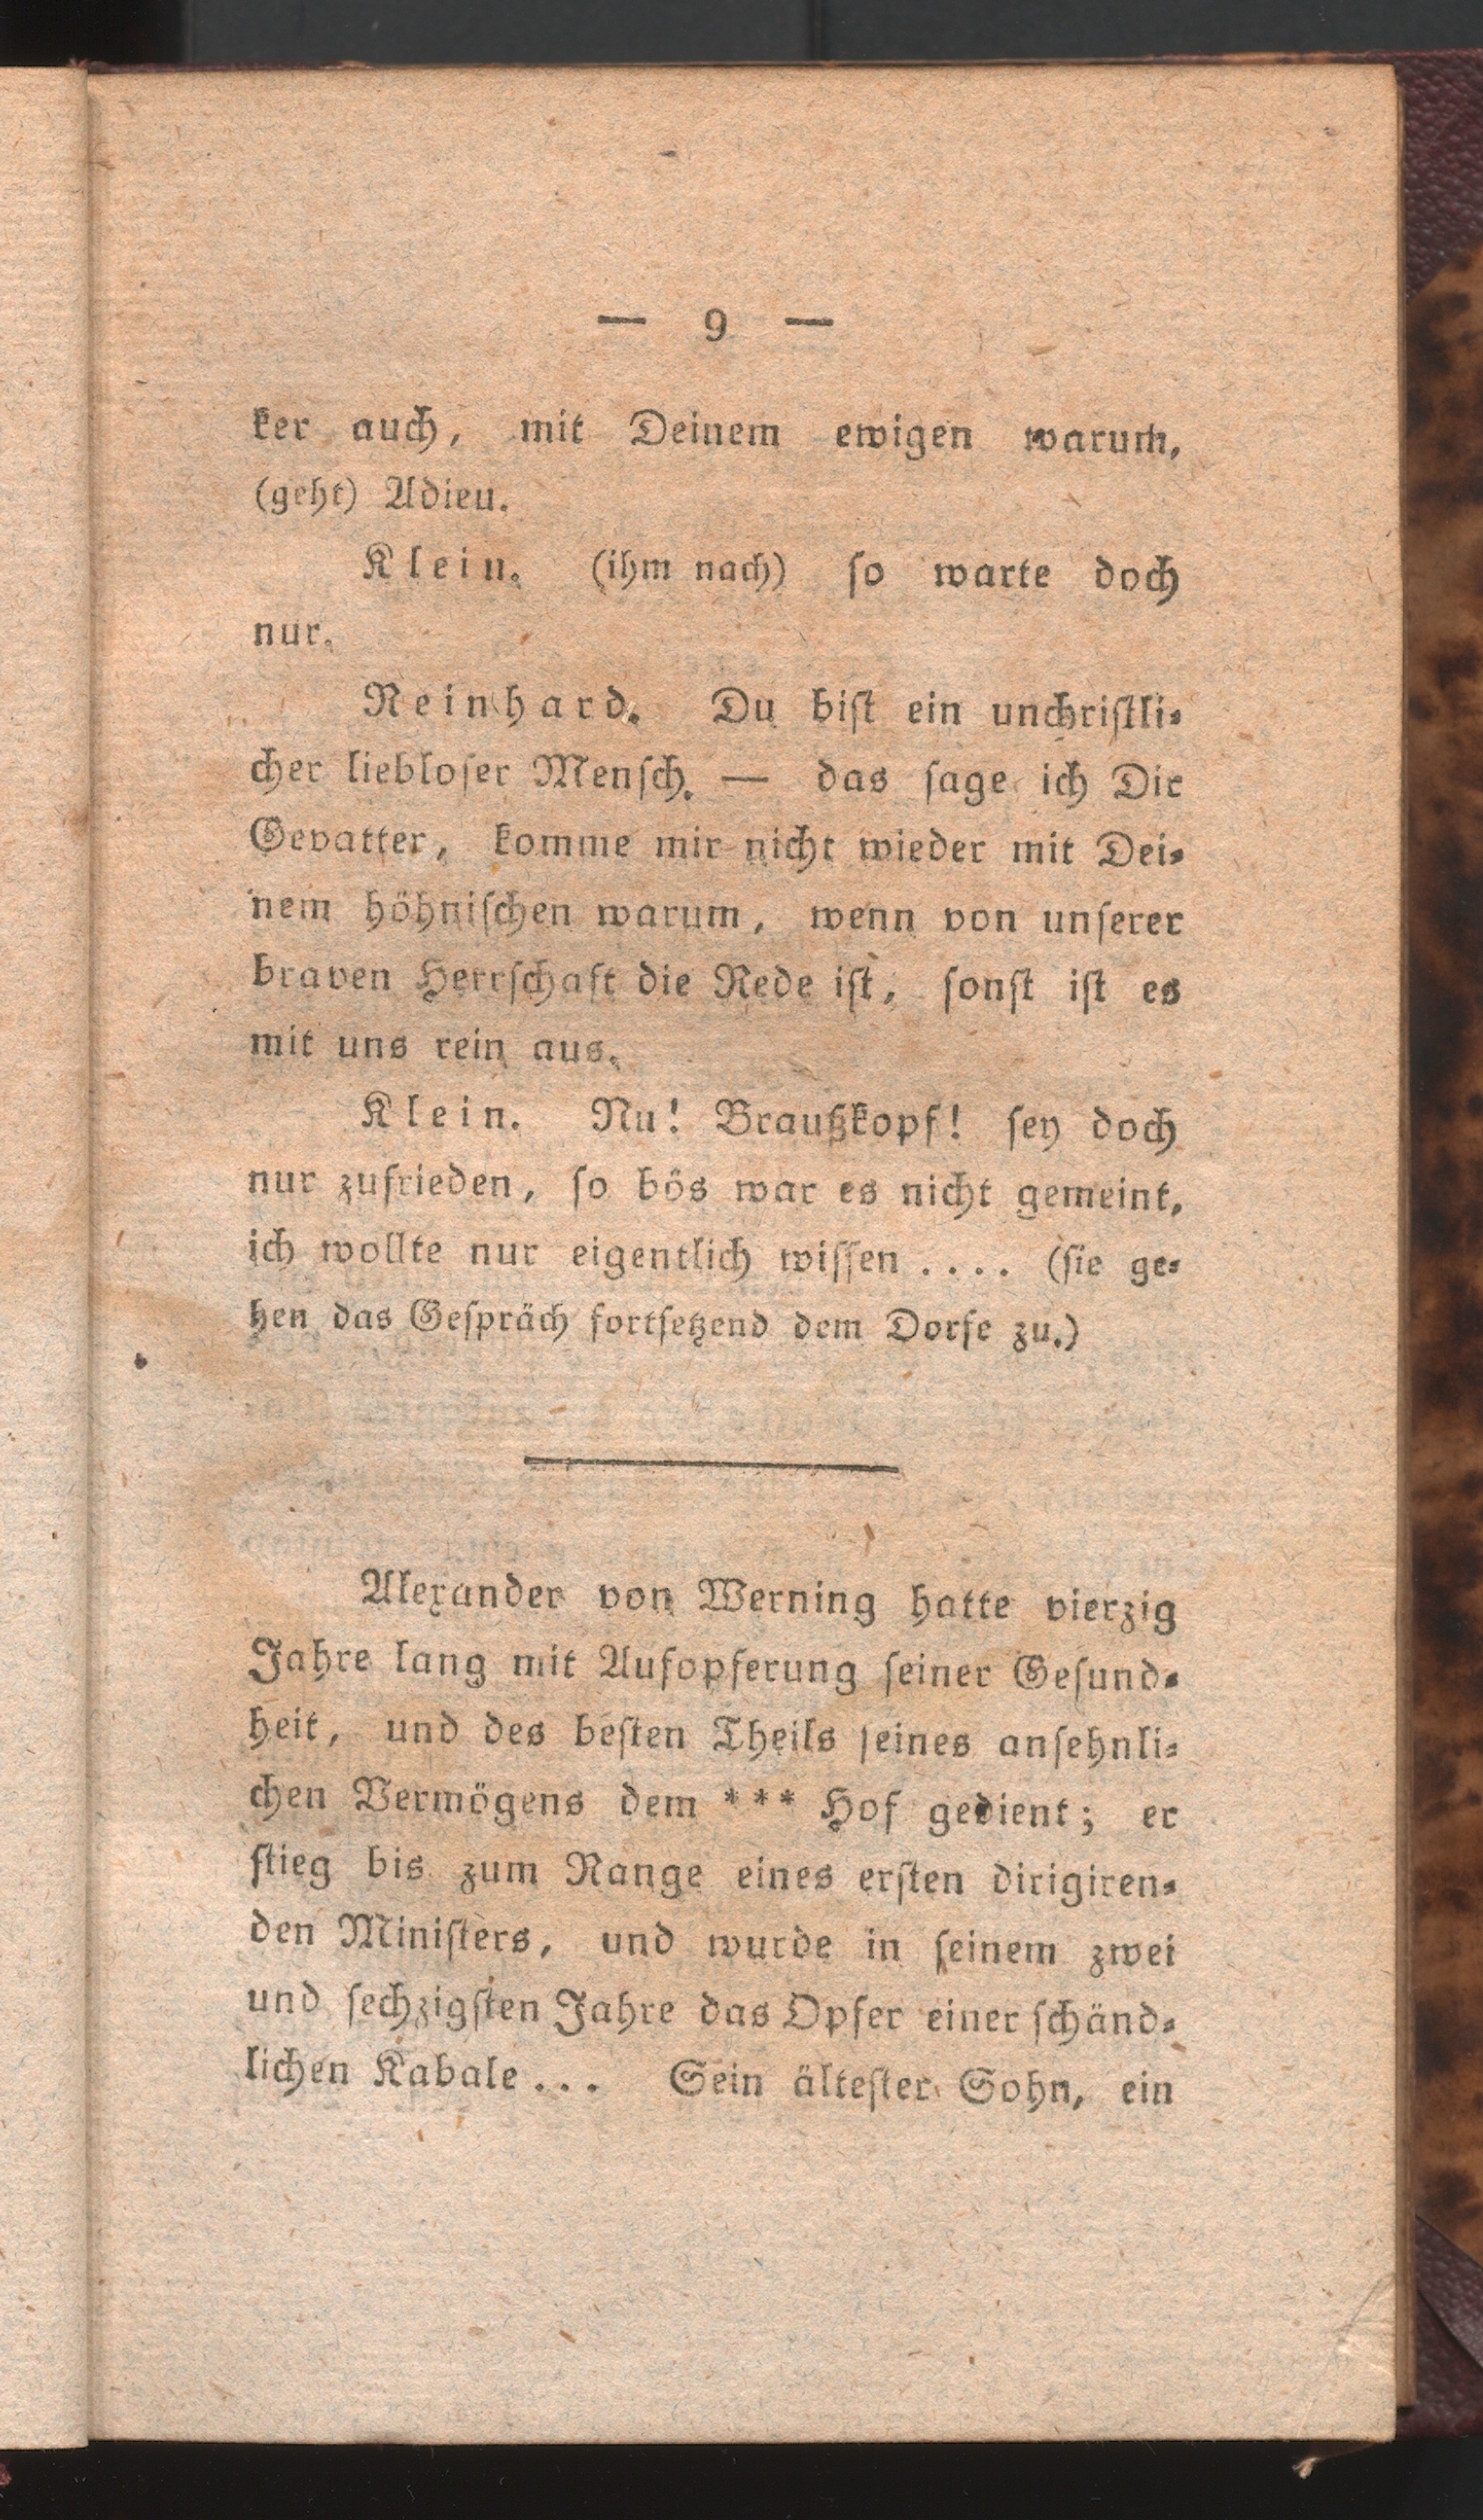 — 9 —
ker auch, mit Deinem ewigen warum,
(geht) Adieu.
Klein. (ihm nach) so warte doch
nur.
Reinhard. Du bist ein unchristli-
cher liebloser Mensch. — das sage ich Dir
Gevatter, komme mir nicht wieder mit Dei-
nem höhnischen warum, wenn von unserer
braven Herrschaft die Rede ist, sonst ist es
mit uns rein aus.
Klein. Nu! Braußkopf! sey doch
nur zufrieden, so bös war es nicht gemeint,
ich wollte nur eigentlich wissen .... (sie ge-
hen das Gespräch fortsetzend dem Dorfe zu.)
Alexander von Werning hatte vierzig
Jahre lang mit Aufopferung seiner Gesund-
heit, und des besten Theils seines ansehnli-
chen Vermögens dem *** Hof gedient; er
stieg bis zum Range eines ersten dirigiren-
den Ministers, und wurde in seinem zwei
und sechzigsten Jahre das Opfer einer schänd-
lichen Kabale... Sein ältester Sohn, ein